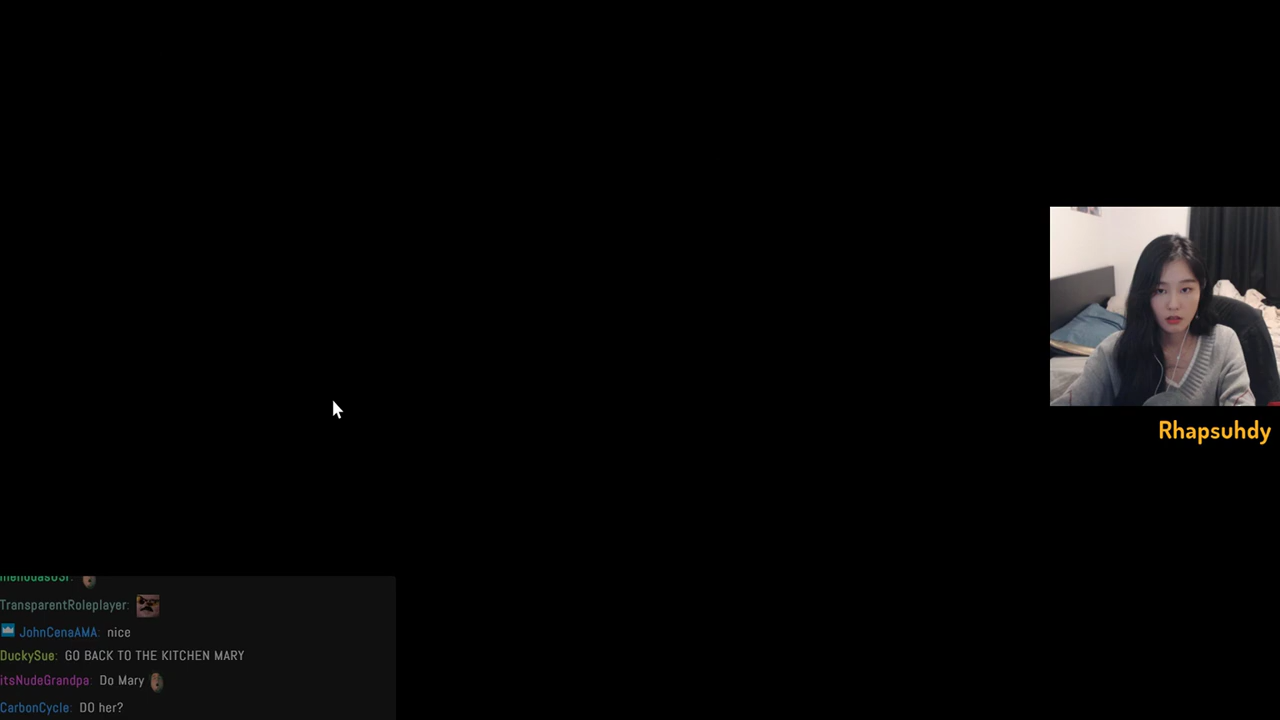 Rhapsuhdy
TransparentRoleplayer:
JohnCenaAMA: nice
DuckySue: GO BACK TO THE KITCHEN MARY
itsNudeGrandpa: Do Mary
CarbonCycle: DO her?